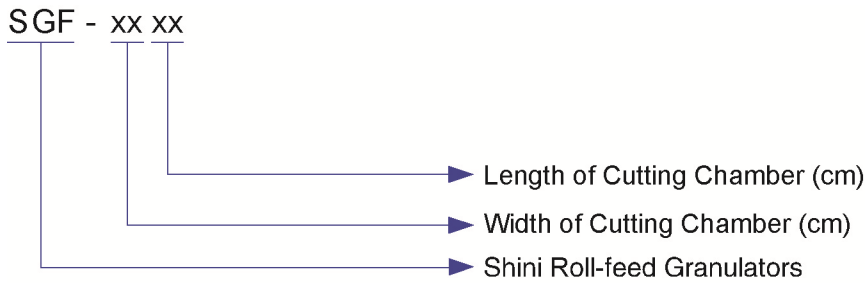 SGF - xx xx
Length of Cutting Chamber (cm)
Width of Cutting Chamber (cm)
Shini Roll-feed Granulators